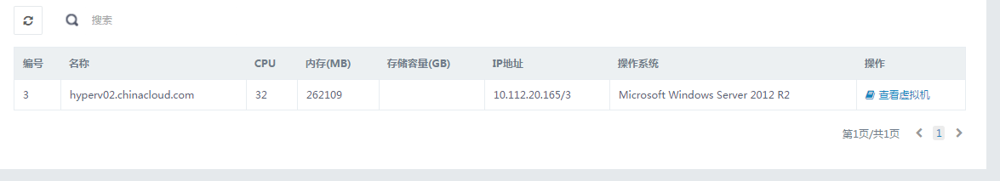 搜索
编号 名称 CPU 内存(MB) 存储容量(GB) IP地址 操作系统 操作
3 hyperv02.chinacloud.com 32 262109 10.112.20.165/3 Microsoft Windows Server 2012 R2 查看虚拟机
第1页/共1页 1